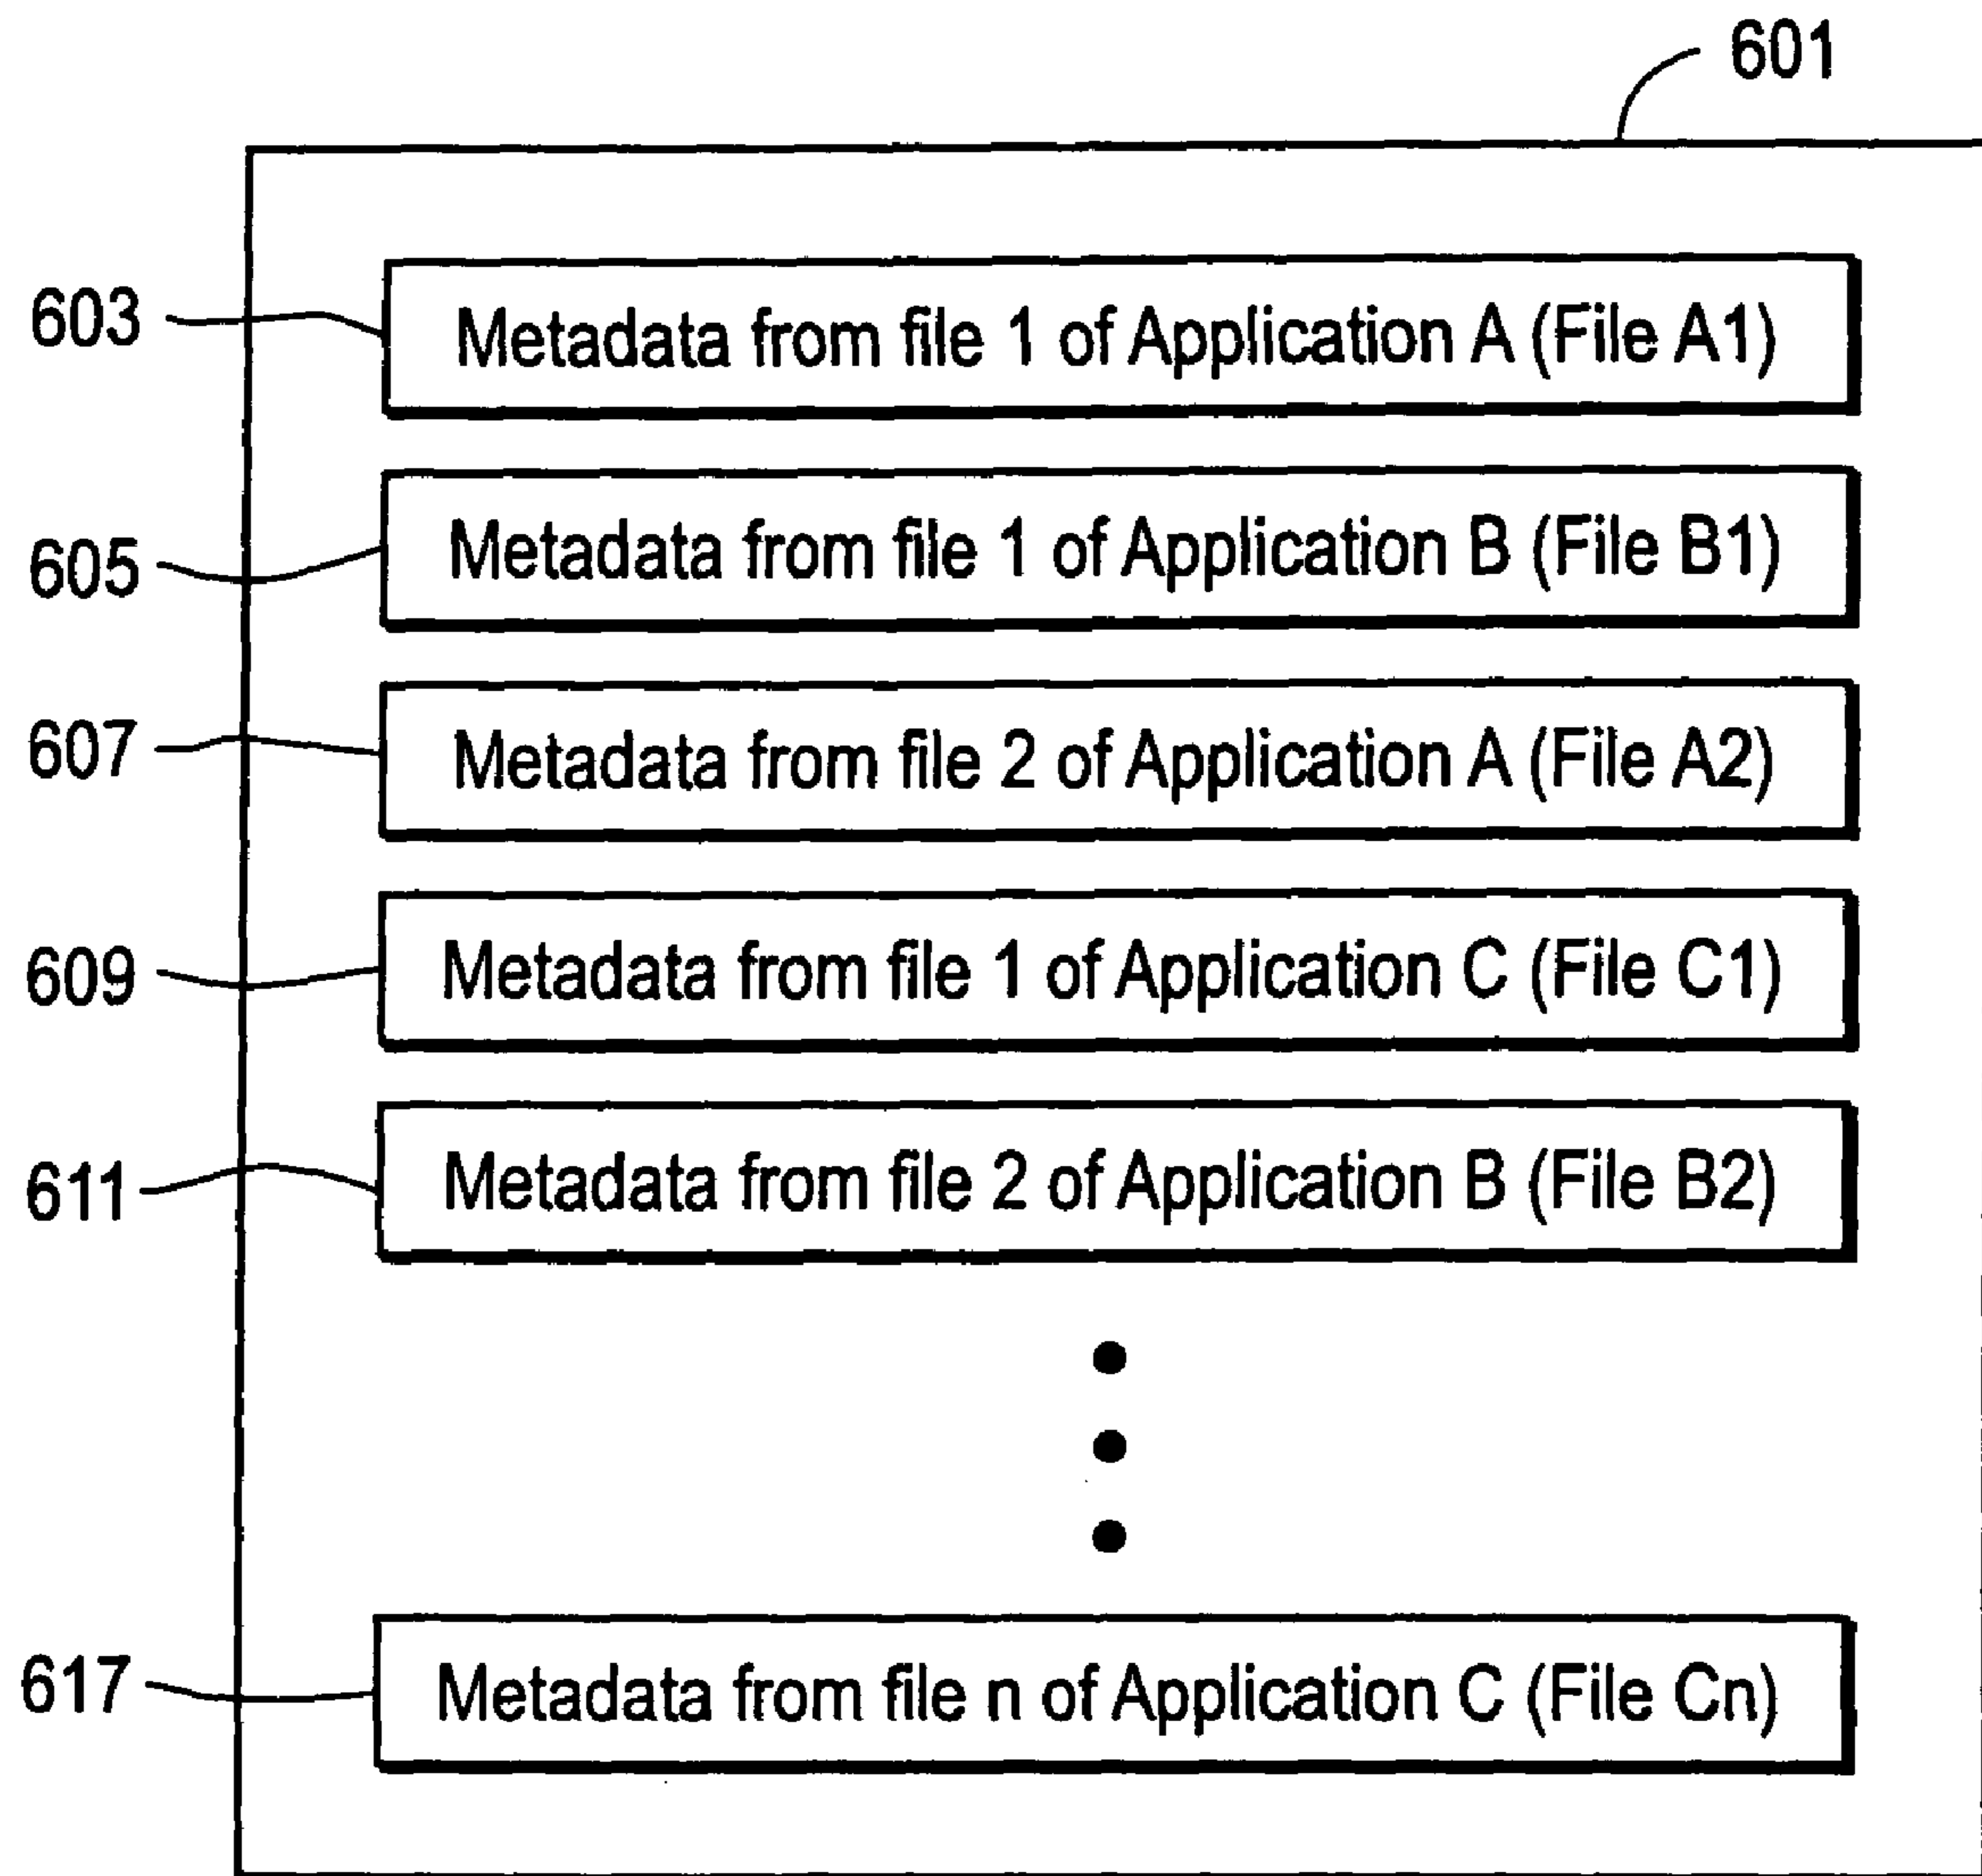 601
603
Metadata from file 1 of Application A (File A1)
605
Metadata from file 1 of Application B (File B1)
607
Metadata from file 2 of Application A (File A2)
609
Metadata from file 1 of Application C (File C1)
611
Metadata from file 2 of Application B (File B2)
617
Metadata from file n of Application C (File Cn)